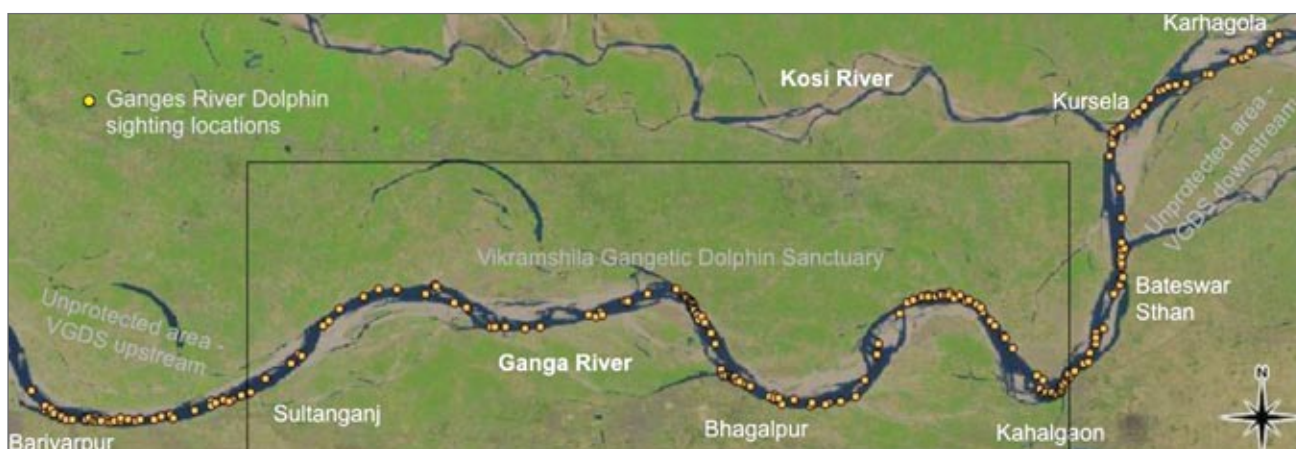 Karhagola
Kosi River
Kursela
Ganges River Dolphin
sighting locations
Unprotected area -
VGDS downstream
Vikramshila Gangetic Dolphin Sanctuary
Bateswar
Sthan
Unprotected area -
VGDS upstream
Ganga River
N
Sultanganj
Bhagalpur
Kahalgaon
Bariyarpur